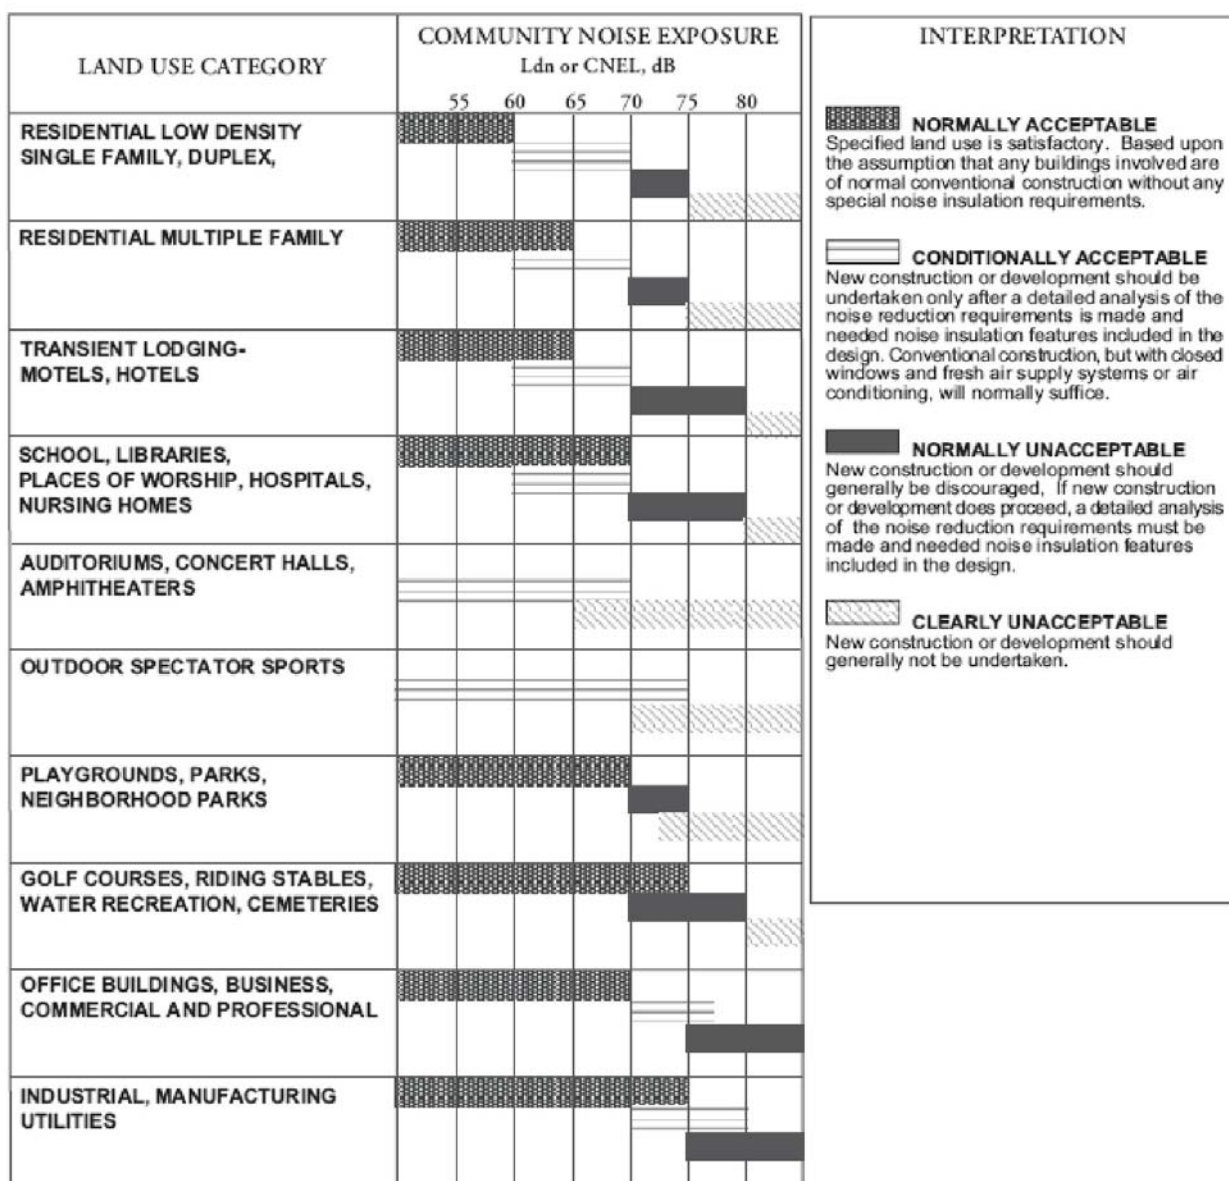 LAND USE CATEGORY
COMMUNITY NOISE EXPOSURE
Ldn or CNEL, dB
55 60 65 70 75 80
RESIDENTIAL LOW DENSITY
SINGLE FAMILY, DUPLEX,
RESIDENTIAL MULTIPLE FAMILY
TRANSIENT LODGING-
MOTELS, HOTELS
SCHOOL, LIBRARIES,
PLACES OF WORSHIP, HOSPITALS,
NURSING HOMES
AUDITORIUMS, CONCERT HALLS,
AMPHITHEATERS
OUTDOOR SPECTATOR SPORTS
PLAYGROUNDS, PARKS,
NEIGHBORHOOD PARKS
GOLF COURSES, RIDING STABLES,
WATER RECREATION, CEMETERIES
OFFICE BUILDINGS, BUSINESS,
COMMERCIAL AND PROFESSIONAL
INDUSTRIAL, MANUFACTURING
UTILITIES
INTERPRETATION
NORMALLY ACCEPTABLE
Specified land use is satisfactory. Based upon
the assumption that any buildings involved are
of normal conventional construction without any
special noise insulation requirements.
CONDITIONALLY ACCEPTABLE
New construction or development should be
undertaken only after a detailed analysis of the
noise reduction requirements is made and
needed noise insulation features included in the
design. Conventional construction, but with closed
windows and fresh air supply systems or air
conditioning, will normally suffice.
NORMALLY UNACCEPTABLE
New construction or development should
generally be discouraged, If new construction
or development does proceed, a detailed analysis
of the noise reduction requirements must be
made and needed noise insulation features
included in the design.
CLEARLY UNACCEPTABLE
New construction or development should
generally not be undertaken.